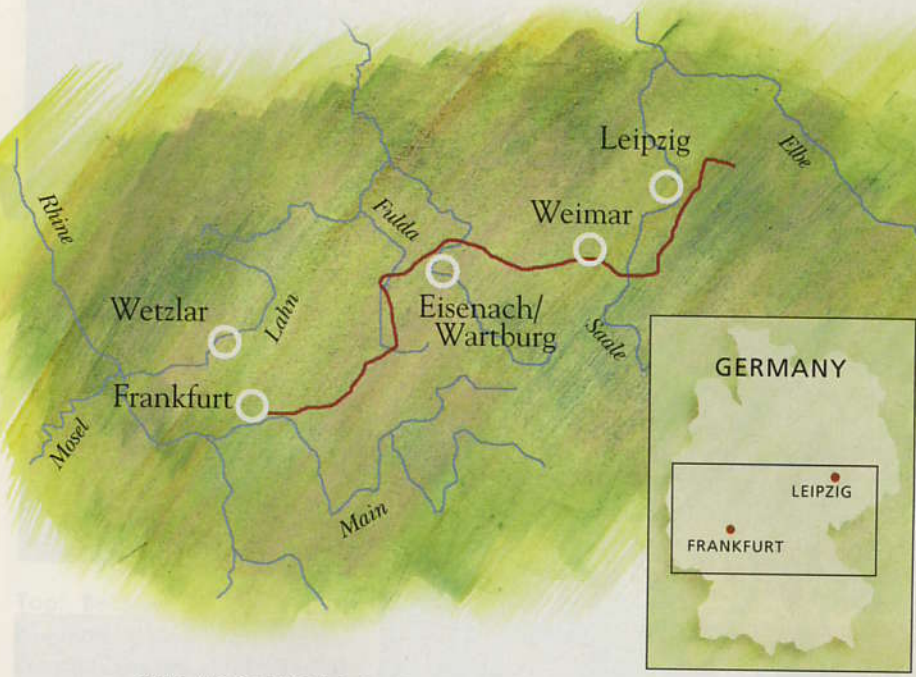 Leipzig
Elbe
Rhine
Fulda
Weimar
Wetzlar
Lahn
Eisenach/
Wartburg
Saale
Frankfurt
Mosel
Main
GERMANY
LEIPZIG
FRANKFURT